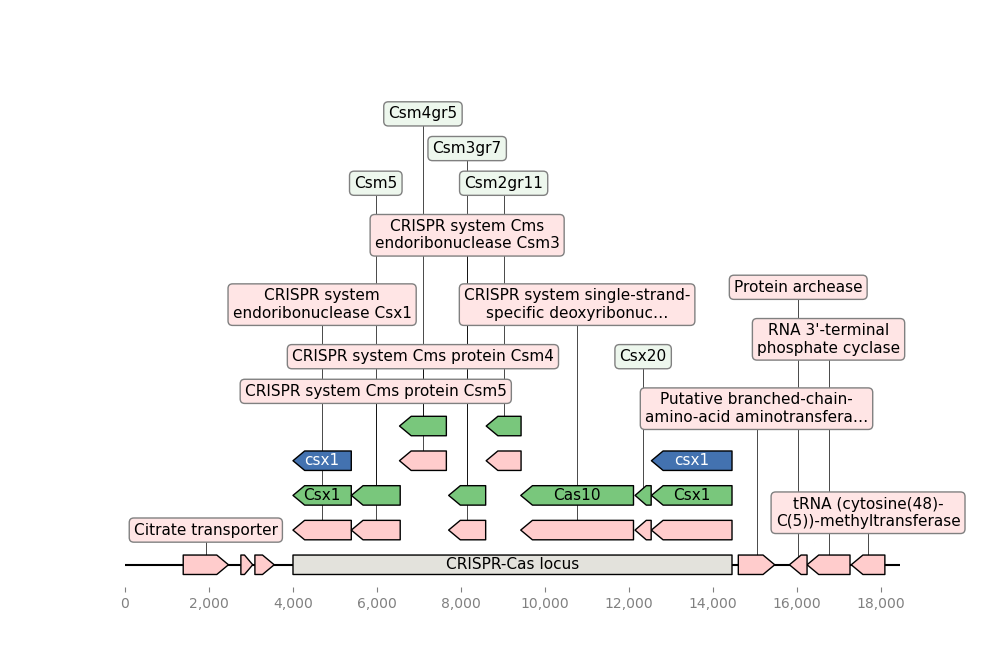 Csm4gr5
Csm3gr7
Csm5
Csm2gr11
CRISPR system Cms
endoribonuclease Csm3
Protein archease
CRISPR system
endoribonuclease Csx1
CRISPR system single-strand-
specific deoxyribonuc...
RNA 3'-terminal
phosphate cyclase
CRISPR system Cms protein Csm4
Csx20
CRISPR system Cms protein Csm5
Putative branched-chain-
amino-acid aminotransfera...
csx1
csx1
Csx1
Cas10
Csx1
tRNA (cytosine(48)-
C(5))-methyltransferase
Citrate transporter
CRISPR-Cas locus
0
2,000
4,000
6,000
8,000
10,000
12,000
14,000
16,000
18,000